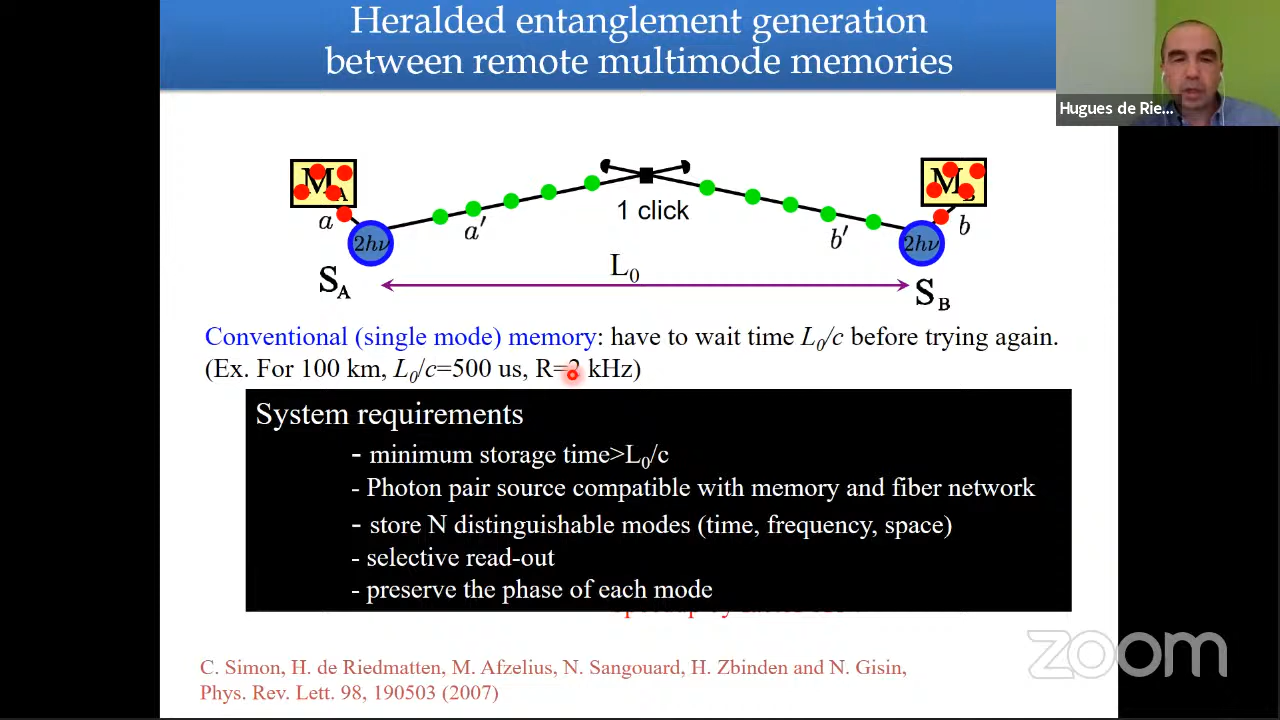 Heralded entanglement generation
between remote multimode memories
Hugues de Rie...
M
M
B
1 click
a
a′
b′
b
2hν
2hν
L0
SA
SB
Conventional (single mode) memory: have to wait time L0/c before trying again.
(Ex. For 100 km, L0/c=500 us, R=2 kHz)
System requirements
- minimum storage time>L0/c
- Photon pair source compatible with memory and fiber network
- store N distinguishable modes (time, frequency, space)
- selective read-out
- preserve the phase of each mode
C. Simon, H. de Riedmatten, M. Afzelius, N. Sangouard, H. Zbinden and N. Gisin,
Phys. Rev. Lett. 98, 190503 (2007)
zoom